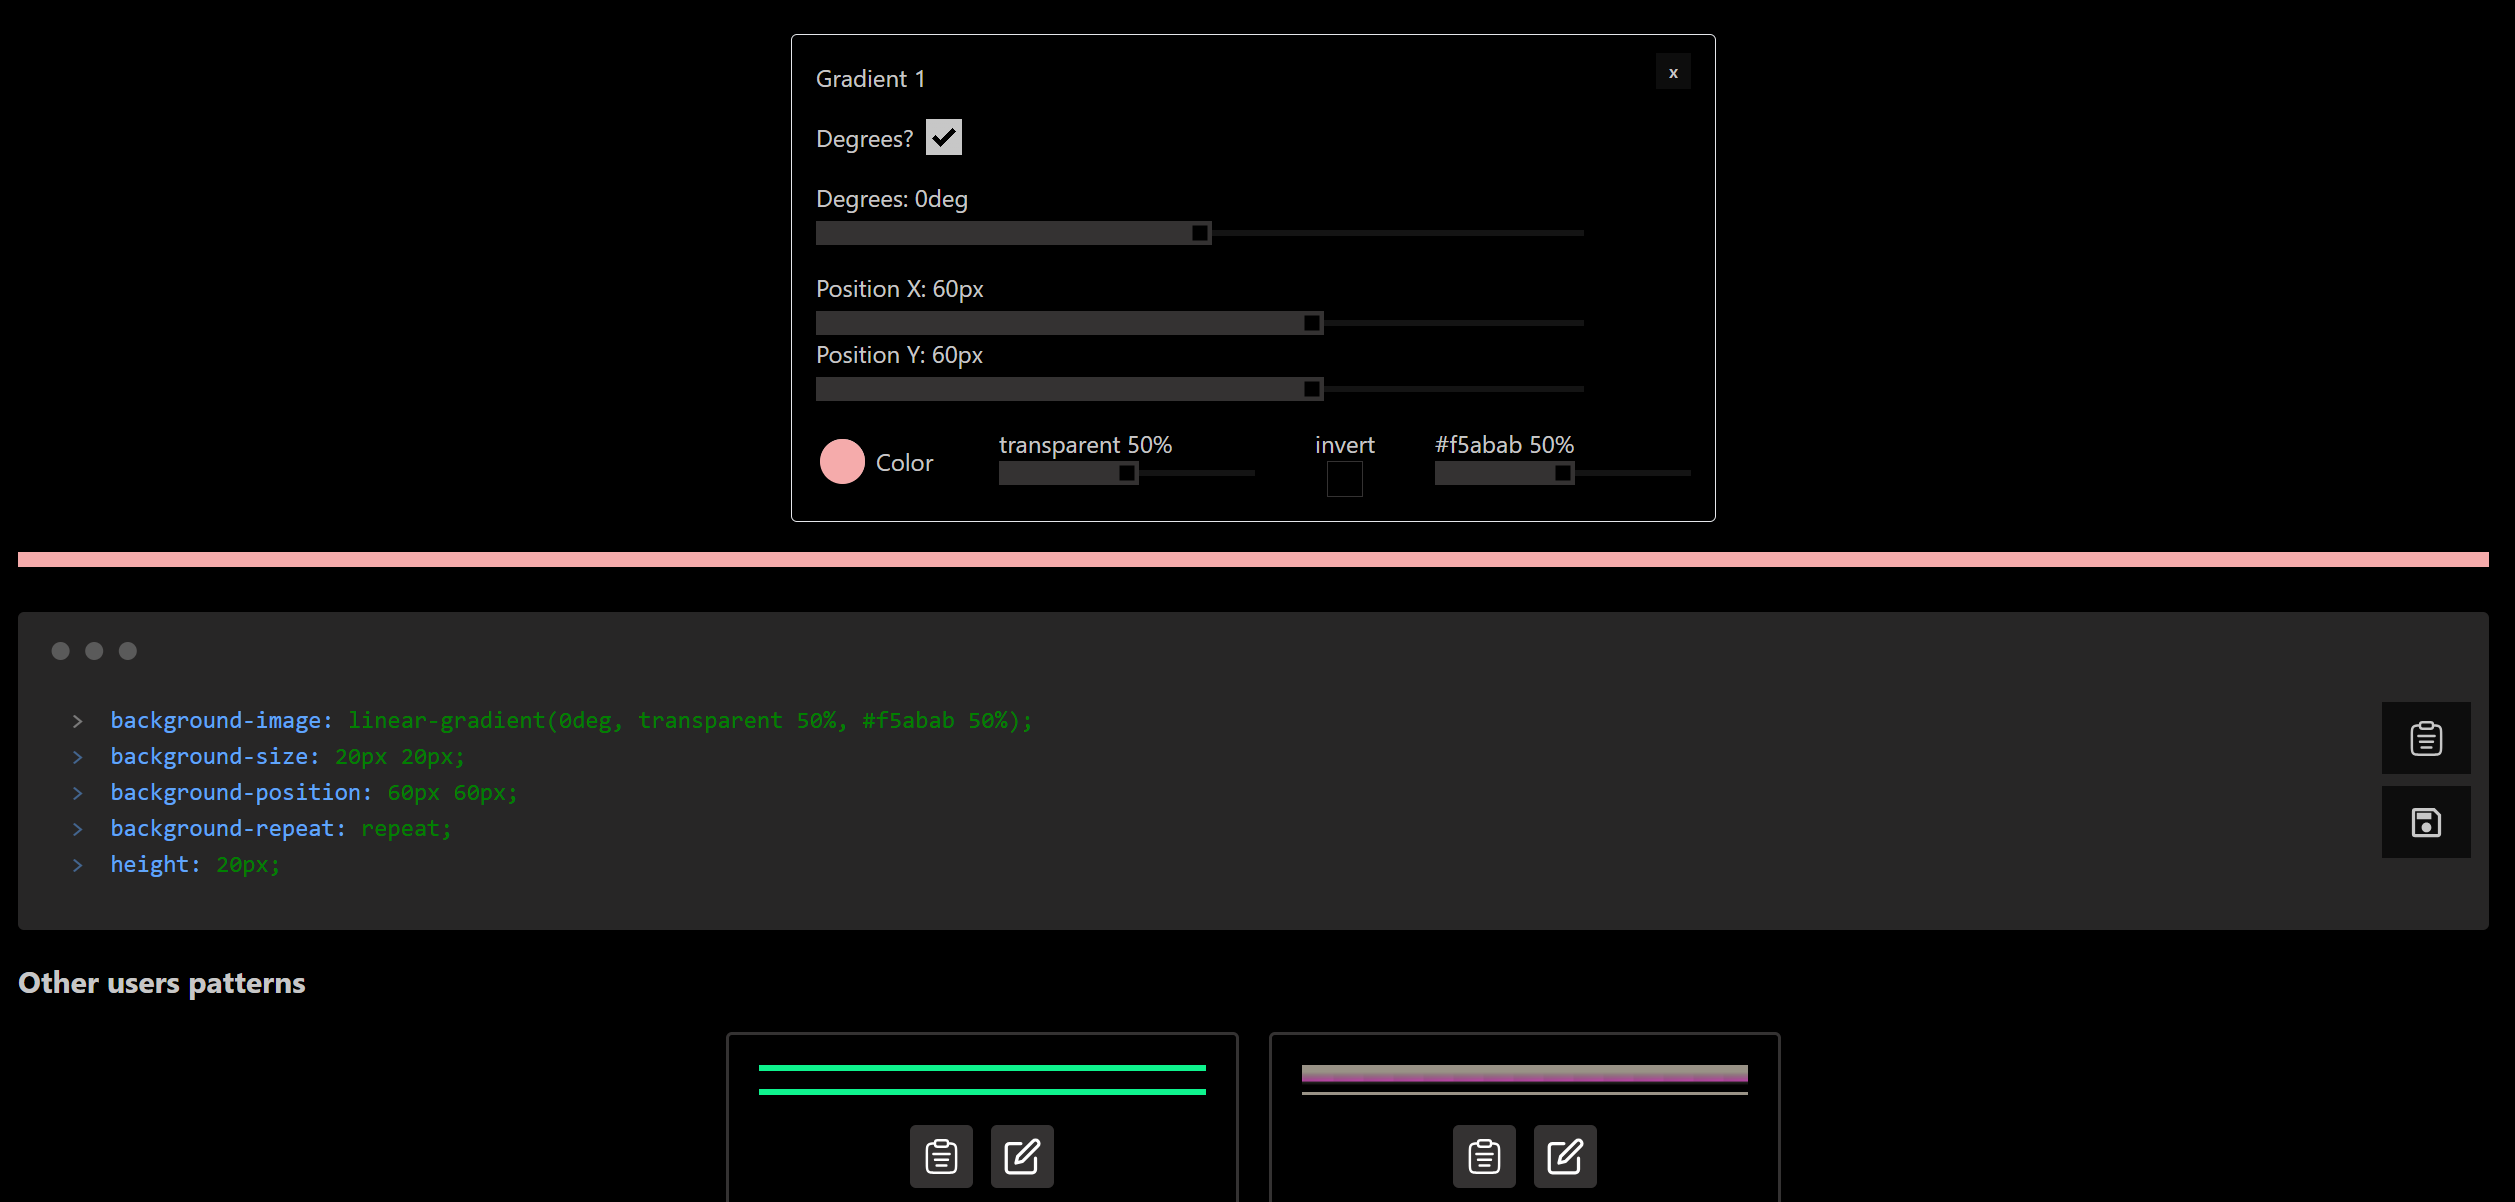 Gradient 1
x
Degrees?
Degrees: 0deg
Position X: 60px
Position Y: 60px
Color
transparent 50%
invert
#f5abab 50%
> background-image: linear-gradient(0deg, transparent 50%, #f5abab 50%);
> background-size: 20px 20px;
> background-position: 60px 60px;
> background-repeat: repeat;
> height: 20px;
Other users patterns